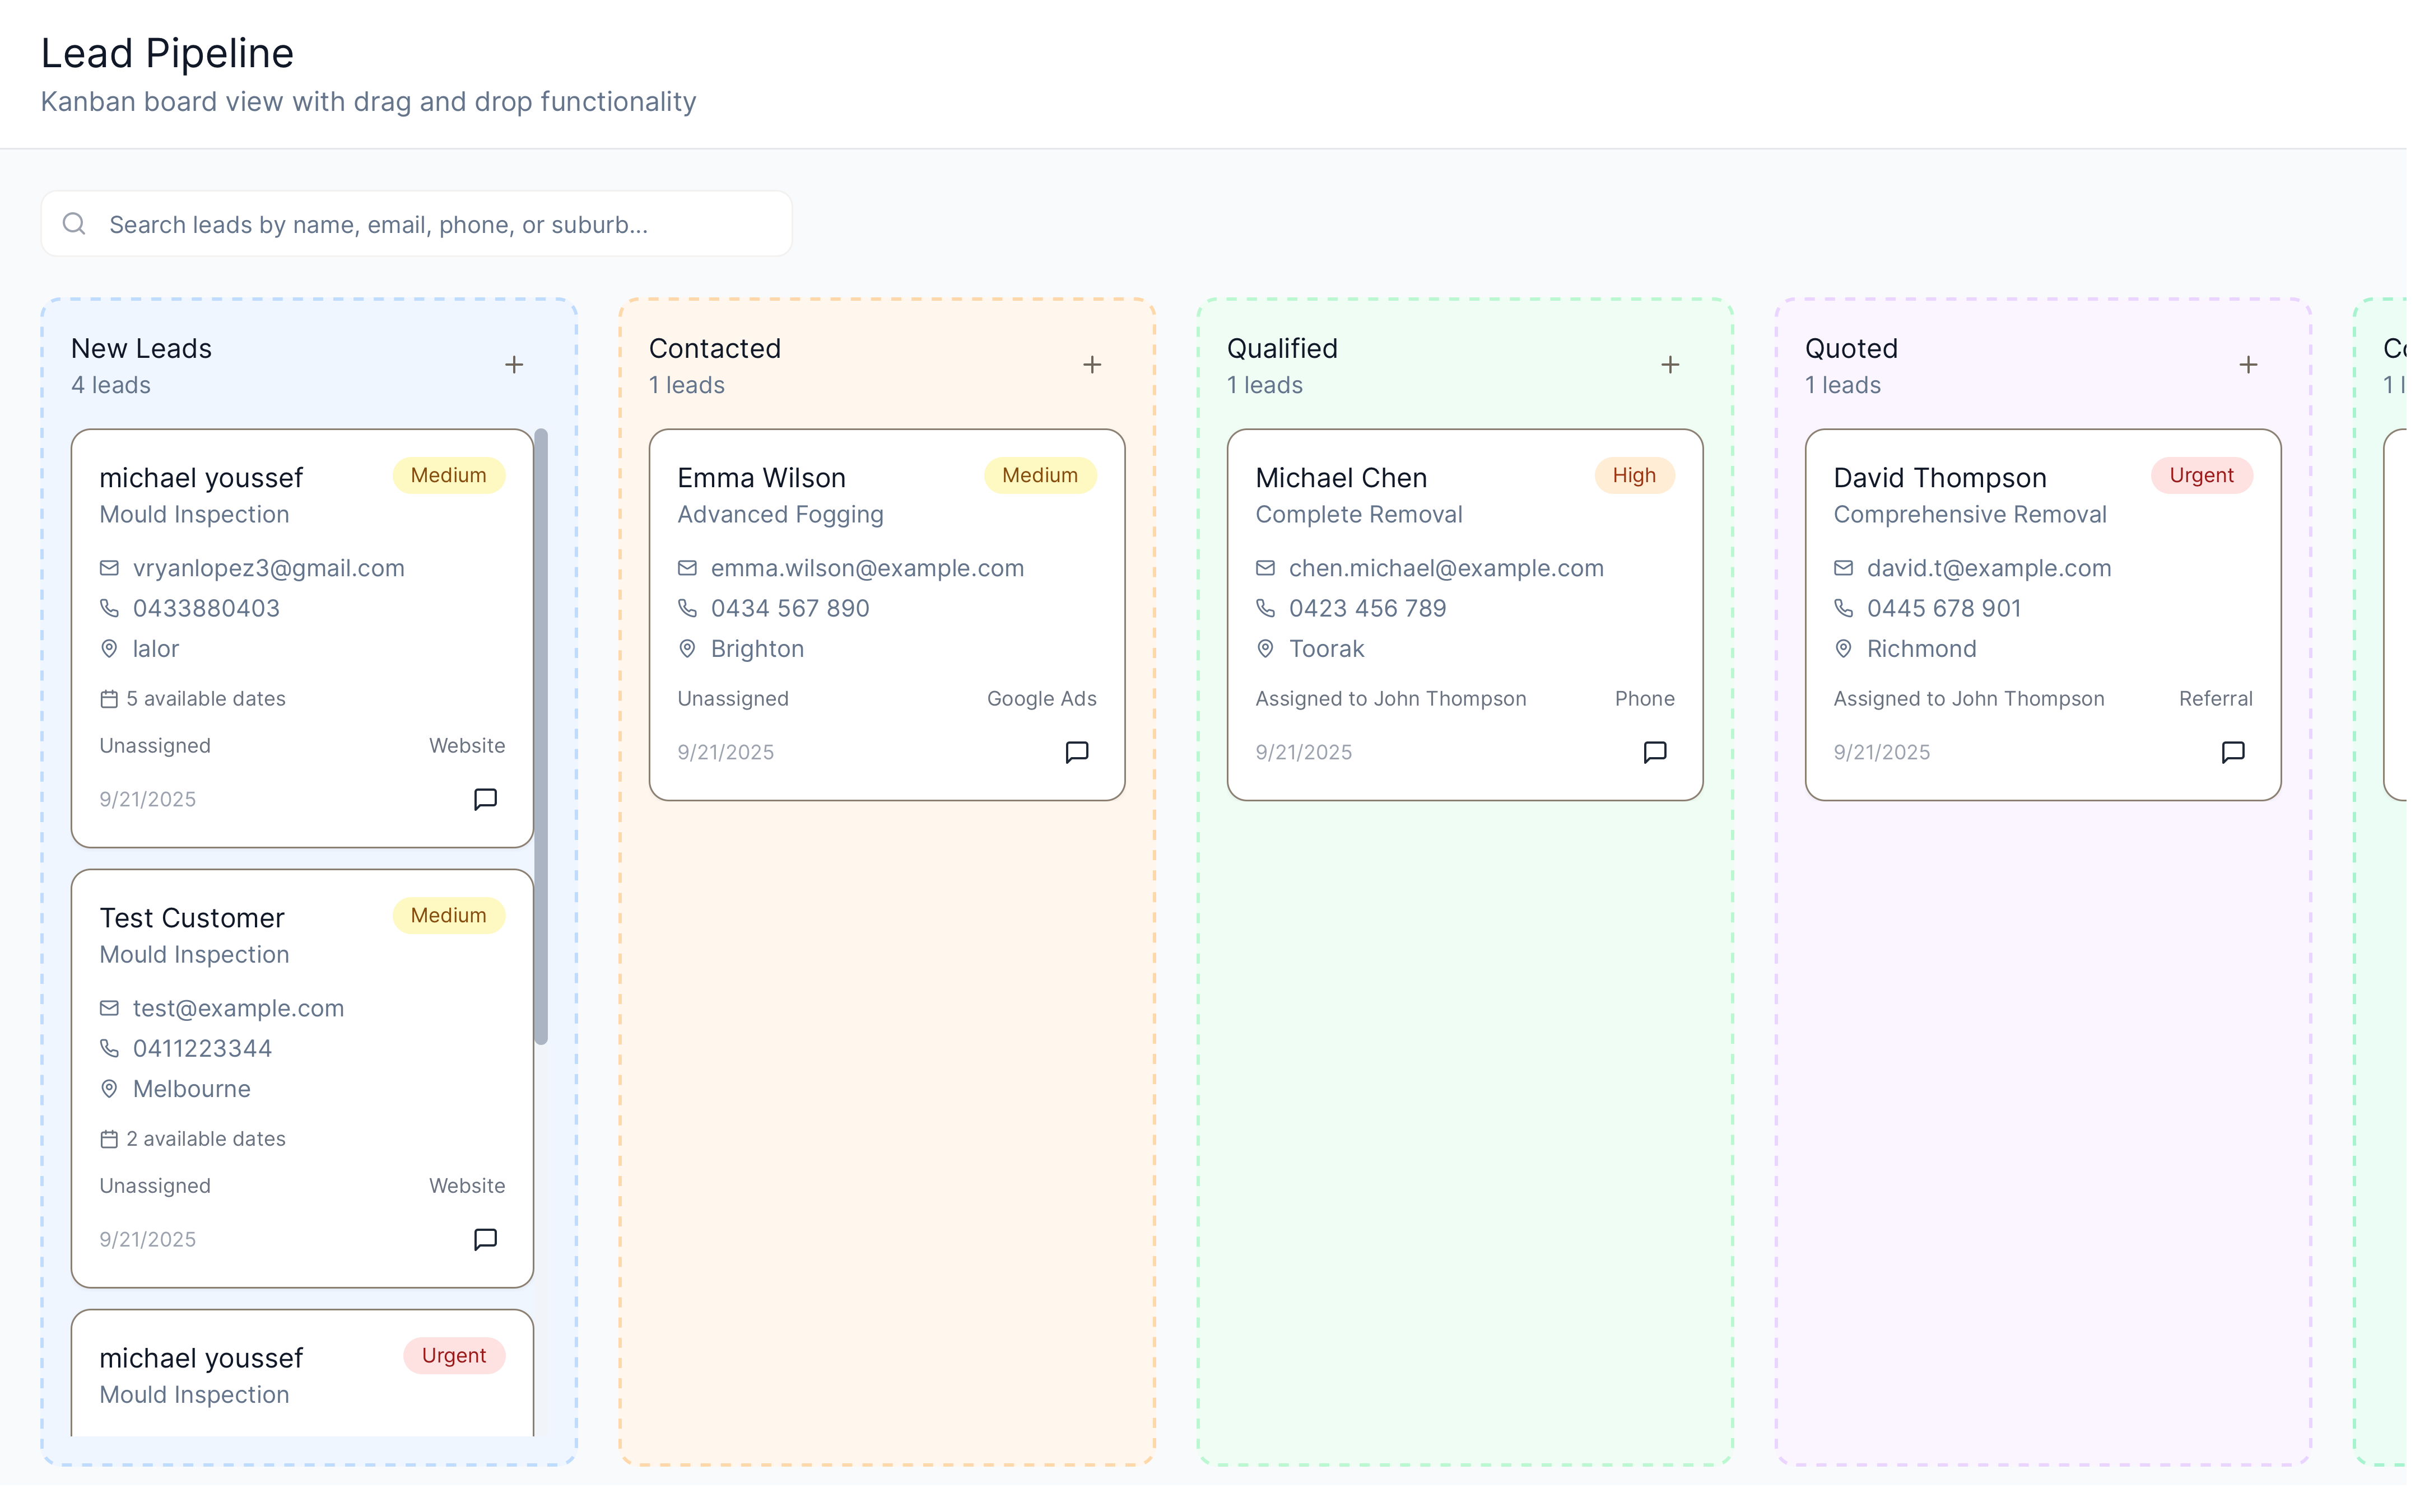 Lead Pipeline
Kanban board view with drag and drop functionality
Search leads by name, email, phone, or suburb...
New Leads
4 leads
michael youssef
Medium
Mould Inspection
vryanlopez3@gmail.com
0433880403
lalor
5 available dates
Unassigned
Website
9/21/2025
Test Customer
Medium
Mould Inspection
test@example.com
0411223344
Melbourne
2 available dates
Unassigned
Website
9/21/2025
michael youssef
Urgent
Mould Inspection
Contacted
1 leads
Emma Wilson
Medium
Advanced Fogging
emma.wilson@example.com
0434 567 890
Brighton
Unassigned
Google Ads
9/21/2025
Qualified
1 leads
Michael Chen
High
Complete Removal
chen.michael@example.com
0423 456 789
Toorak
Assigned to John Thompson
Phone
9/21/2025
Quoted
1 leads
David Thompson
Urgent
Comprehensive Removal
david.t@example.com
0445 678 901
Richmond
Assigned to John Thompson
Referral
9/21/2025